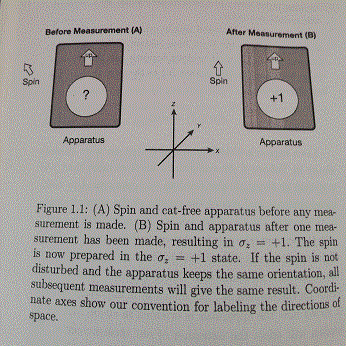 Before Measurement (A)
After Measurement (B)
Spin
?
Spin
+1
Apparatus
Apparatus
z
Y
x
Figure 1.1: (A) Spin and cat-free apparatus before any mea-
surement is made. (B) Spin and apparatus after one mea-
surement has been made, resulting in σz = +1. The spin
is now prepared in the σz = +1 state. If the spin is not
disturbed and the apparatus keeps the same orientation, all
subsequent measurements will give the same result. Coordi-
nate axes show our convention for labeling the directions of
space.